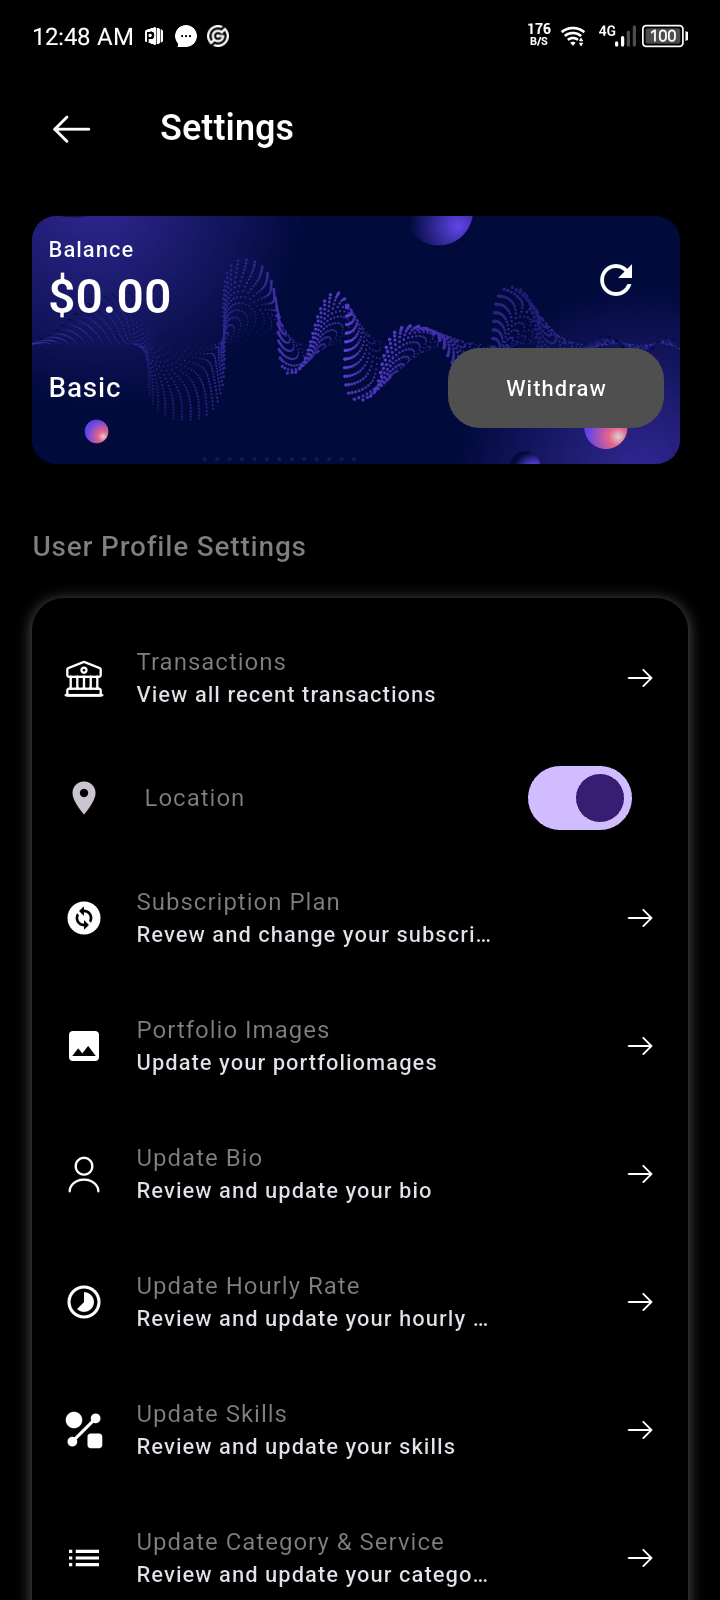 12:48 AM
176
B/S
4G
100
Settings
Balance
$0.00
Basic
Withdraw
User Profile Settings
Transactions
View all recent transactions
Location
Subscription Plan
Revew and change your subscri...
Portfolio Images
Update your portfoliomages
Update Bio
Review and update your bio
Update Hourly Rate
Review and update your hourly ...
Update Skills
Review and update your skills
Update Category & Service
Review and update your catego...